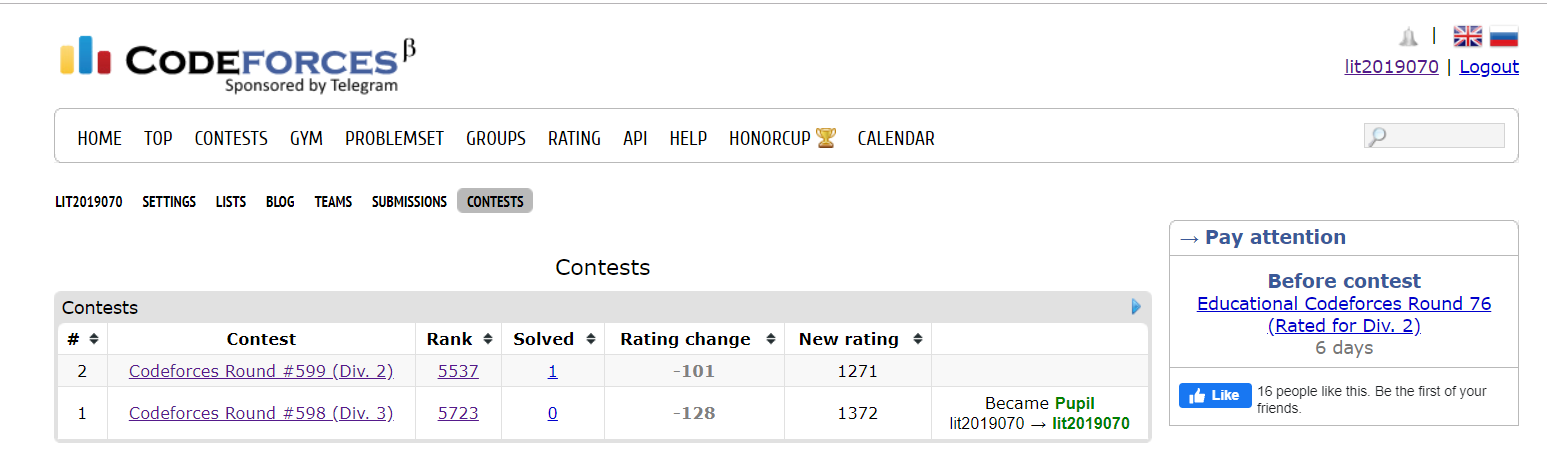 CODEFORCES β
Sponsored by Telegram
|
lit2019070 | Logout
HOME TOP CONTESTS GYM PROBLEMSET GROUPS RATING API HELP HONORCUP CALENDAR
LIT2019070 SETTINGS LISTS BLOG TEAMS SUBMISSIONS CONTESTS
→ Pay attention
Before contest
Educational Codeforces Round 76
(Rated for Div. 2)
6 days
Like 16 people like this. Be the first of your
friends.
Contests
Contests
# Contest Rank Solved Rating change New rating
2 Codeforces Round #599 (Div. 2) 5537 1 -101 1271
1 Codeforces Round #598 (Div. 3) 5723 0 -128 1372 Became Pupil
lit2019070 → lit2019070